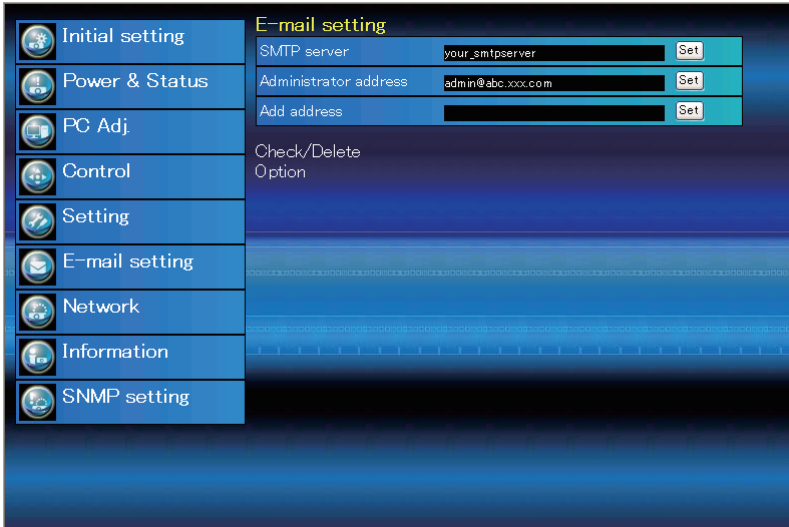 Initial setting
Power & Status
PC Adj.
Control
Setting
E-mail setting
Network
Information
SNMP setting
E-mail setting
SMTP server your_smtpserver Set
Administrator address admin@abc.xxx.com Set
Add address Set
Check/Delete
Option